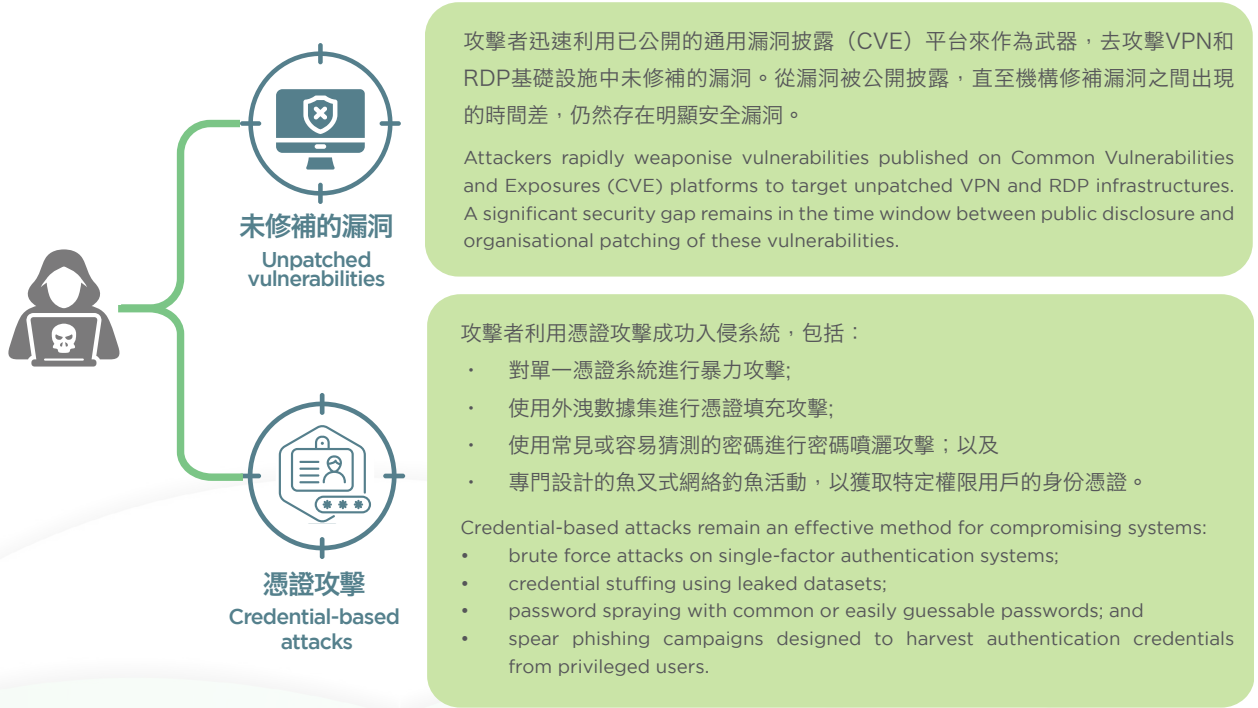 攻擊者迅速利用已公開的通用漏洞披露（CVE）平台來作為武器，去攻擊VPN和
RDP基礎設施中未修補的漏洞。從漏洞被公開披露，直至機構修補漏洞之間出現
的時間差，仍然存在明顯安全漏洞。
Attackers rapidly weaponise vulnerabilities published on Common Vulnerabilities
and Exposures (CVE) platforms to target unpatched VPN and RDP infrastructures.
A significant security gap remains in the time window between public disclosure and
organisational patching of these vulnerabilities.
未修補的漏洞
Unpatched
vulnerabilities
攻擊者利用憑證攻擊成功入侵系統，包括：
· 對單一憑證系統進行暴力攻擊;
· 使用外洩數據集進行憑證填充攻擊;
· 使用常見或容易猜測的密碼進行密碼噴灑攻擊；以及
· 專門設計的魚叉式網絡釣魚活動，以獲取特定權限用戶的身份憑證。
Credential-based attacks remain an effective method for compromising systems:
• brute force attacks on single-factor authentication systems;
• credential stuffing using leaked datasets;
• password spraying with common or easily guessable passwords; and
• spear phishing campaigns designed to harvest authentication credentials
from privileged users.
憑證攻擊
Credential-based
attacks